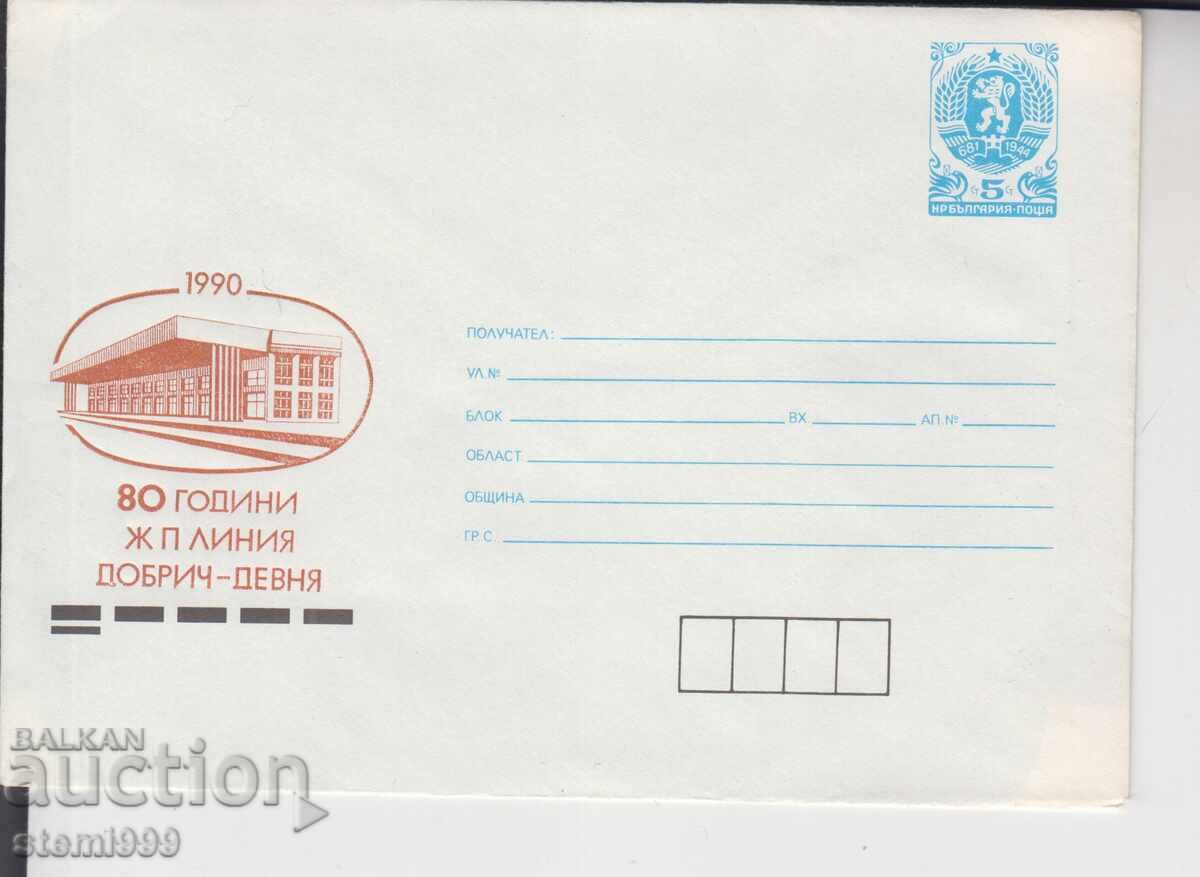 681 1944
СТ 5 СТ
НР БЪЛГАРИЯ·ПОЩА
1990
80 ГОДИНИ
Ж П ЛИНИЯ
ДОБРИЧ-ДЕВНЯ
ПОЛУЧАТЕЛ:
УЛ.№
БЛОК ВХ. АП.№
ОБЛАСТ
ОБЩИНА
ГР.С.
BALKAN
auction
stemi999